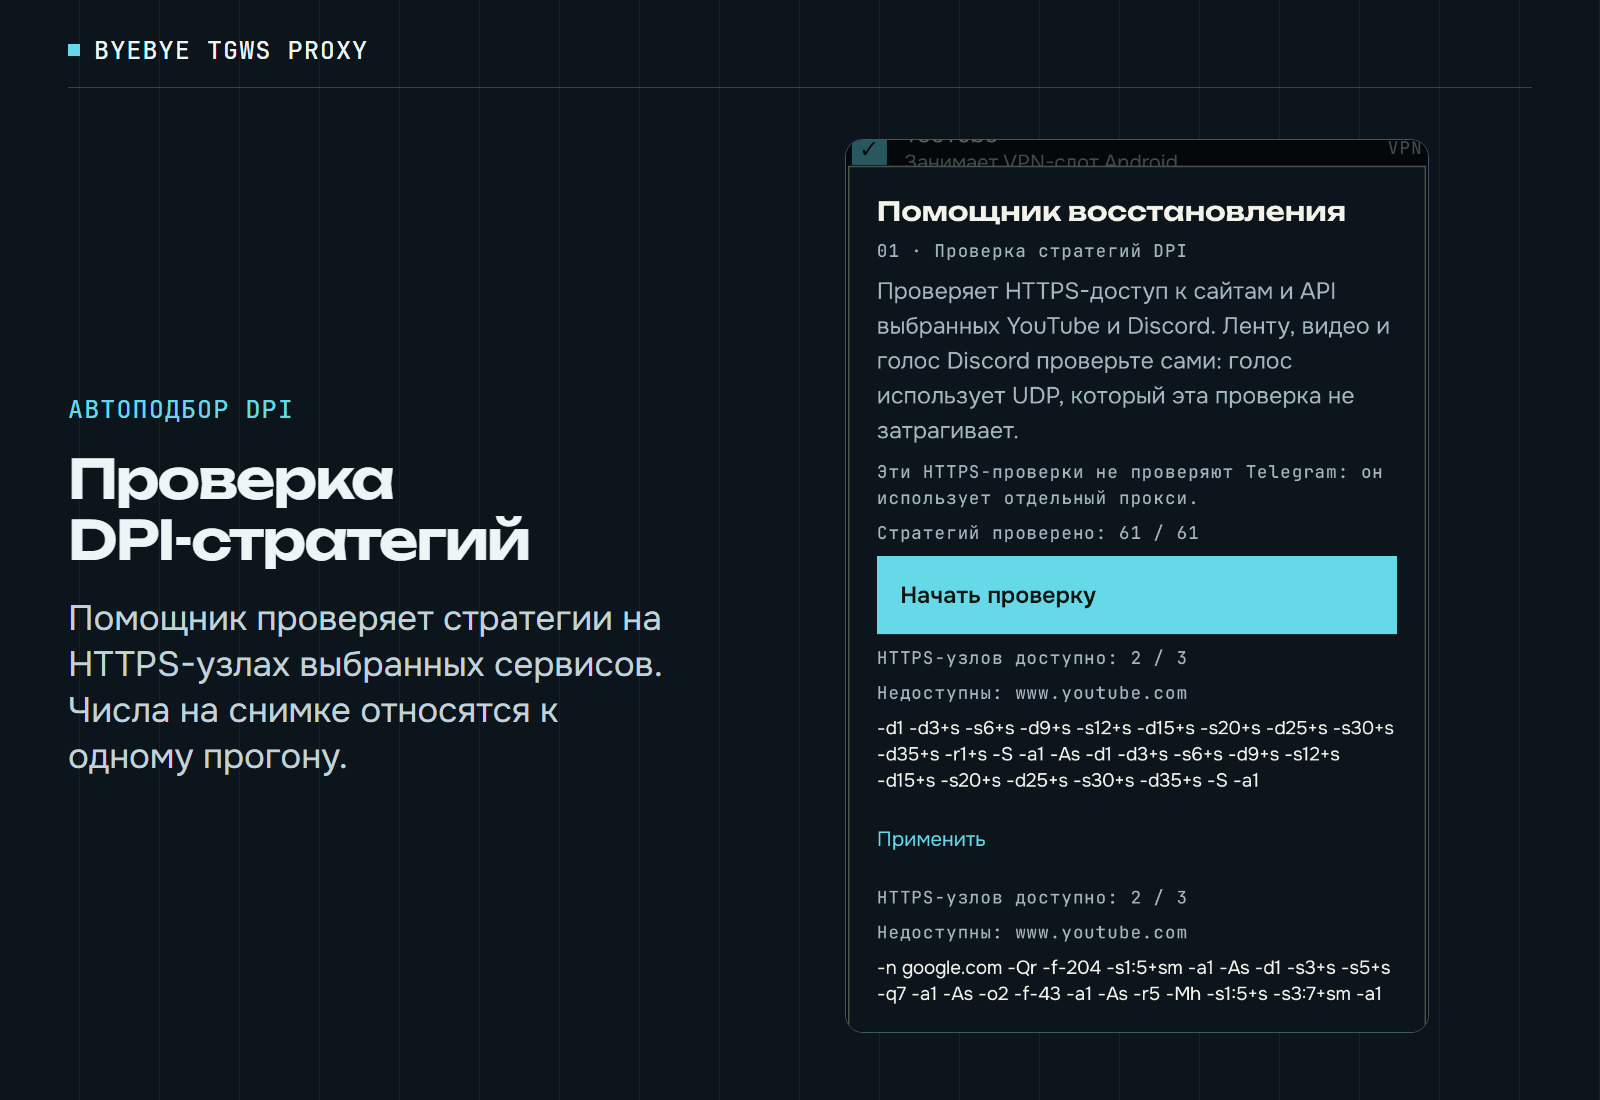 BYEBYE TGWS PROXY
АВТОПОДБОР DPI
Проверка
DPI-стратегий
Помощник проверяет стратегии на
HTTPS-узлах выбранных сервисов.
Числа на снимке относятся к
одному прогону.
Занимает VPN-слот Android
VPN
Помощник восстановления
01 · Проверка стратегий DPI
Проверяет HTTPS-доступ к сайтам и API
выбранных YouTube и Discord. Ленту, видео и
голос Discord проверьте сами: голос
использует UDP, который эта проверка не
затрагивает.
Эти HTTPS-проверки не проверяют Telegram: он
использует отдельный прокси.
Стратегий проверено: 61 / 61
Начать проверку
HTTPS-узлов доступно: 2 / 3
Недоступны: www.youtube.com
-d1 -d3+s -s6+s -d9+s -s12+s -d15+s -s20+s -d25+s -s30+s
-d35+s -r1+s -S -a1 -As -d1 -d3+s -s6+s -d9+s -s12+s
-d15+s -s20+s -d25+s -s30+s -d35+s -S -a1
Применить
HTTPS-узлов доступно: 2 / 3
Недоступны: www.youtube.com
-n google.com -Qr -f-204 -s1:5+sm -a1 -As -d1 -s3+s -s5+s
-q7 -a1 -As -o2 -f-43 -a1 -As -r5 -Mh -s1:5+s -s3:7+sm -a1